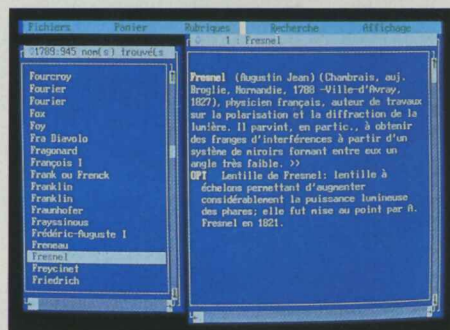 Fichiers Panier Rubriques Recherche Affichage
1709:945 nom(s) trouvé(s
1 : Fresnel
Fourcroy
Fourier
Fourier
Fox
Foy
Fra Diavolo
Fragonard
François I
Frank ou Frenck
Franklin
Franklin
Fraunhofer
Frayssinous
Frédéric-Auguste I
Freneau
Fresnel
Freycinet
Friedrich
Fresnel (Augustin Jean) (Chambrais, auj.
Broglie, Normandie, 1788 -Ville-d'Avray,
1827), physicien français, auteur de travaux
sur la polarisation et la diffraction de la
lumière. Il parvint, en partic., à obtenir
des franges d'interférences à partir d'un
système de miroirs formant entre eux un
angle très faible. >>
OPT Lentille de Fresnel: lentille à
échelons permettant d'augmenter
considérablement la puissance lumineuse
des phares; elle fut mise au point par A.
Fresnel en 1821.